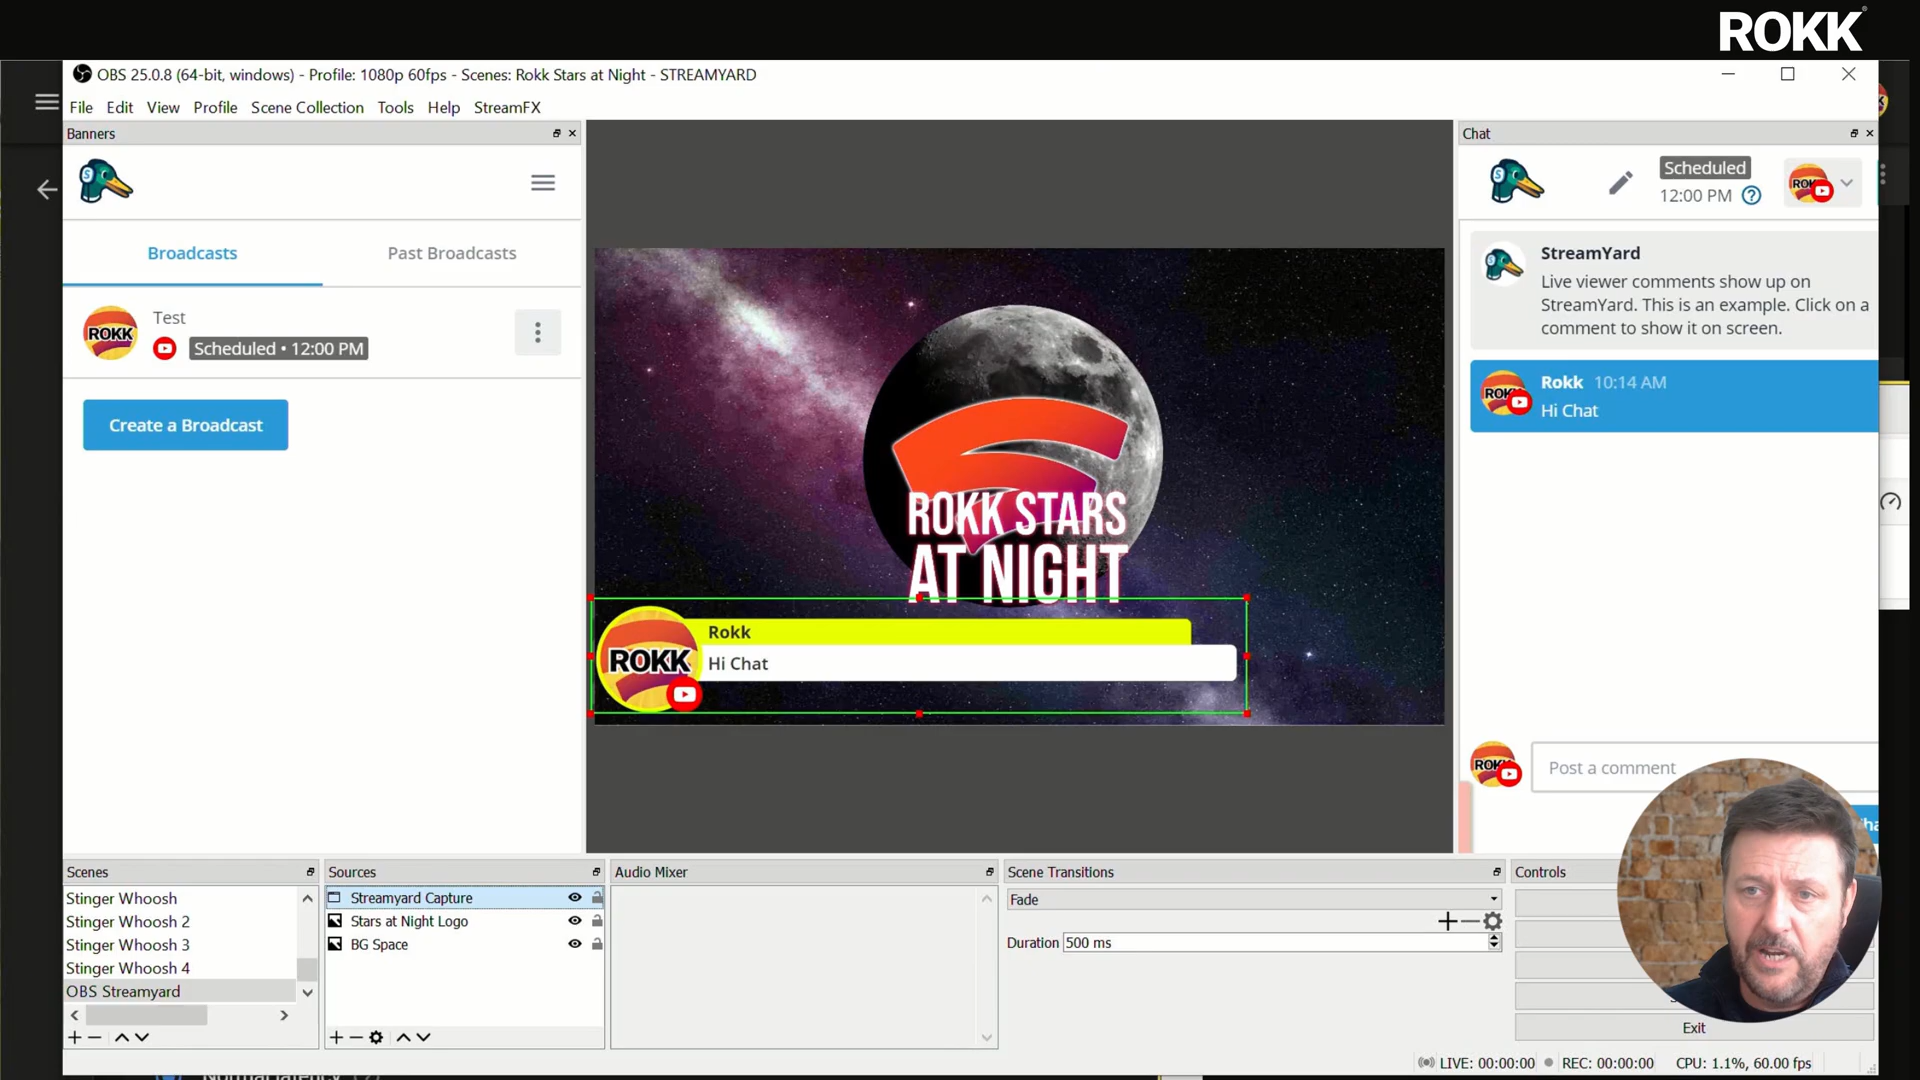 ROKK
OBS 25.0.8 (64-bit, windows) - Profile: 1080p 60fps - Scenes: Rokk Stars at Night - STREAMYARD
File Edit View Profile Scene Collection Tools Help StreamFX
Banners
Broadcasts Past Broadcasts
ROKK
Test
Scheduled • 12:00 PM
Create a Broadcast
ROKK STARS
AT NIGHT
ROKK
Rokk
Hi Chat
Chat
Scheduled
12:00 PM
StreamYard
Live viewer comments show up on
StreamYard. This is an example. Click on a
comment to show it on screen.
Rokk 10:14 AM
Hi Chat
Post a comment
Scenes
Stinger Whoosh
Stinger Whoosh 2
Stinger Whoosh 3
Stinger Whoosh 4
OBS Streamyard
Sources
Streamyard Capture
Stars at Night Logo
BG Space
Audio Mixer
Scene Transitions
Fade
Duration 500 ms
Controls
Exit
LIVE: 00:00:00 REC: 00:00:00 CPU: 1.1%, 60.00 fps